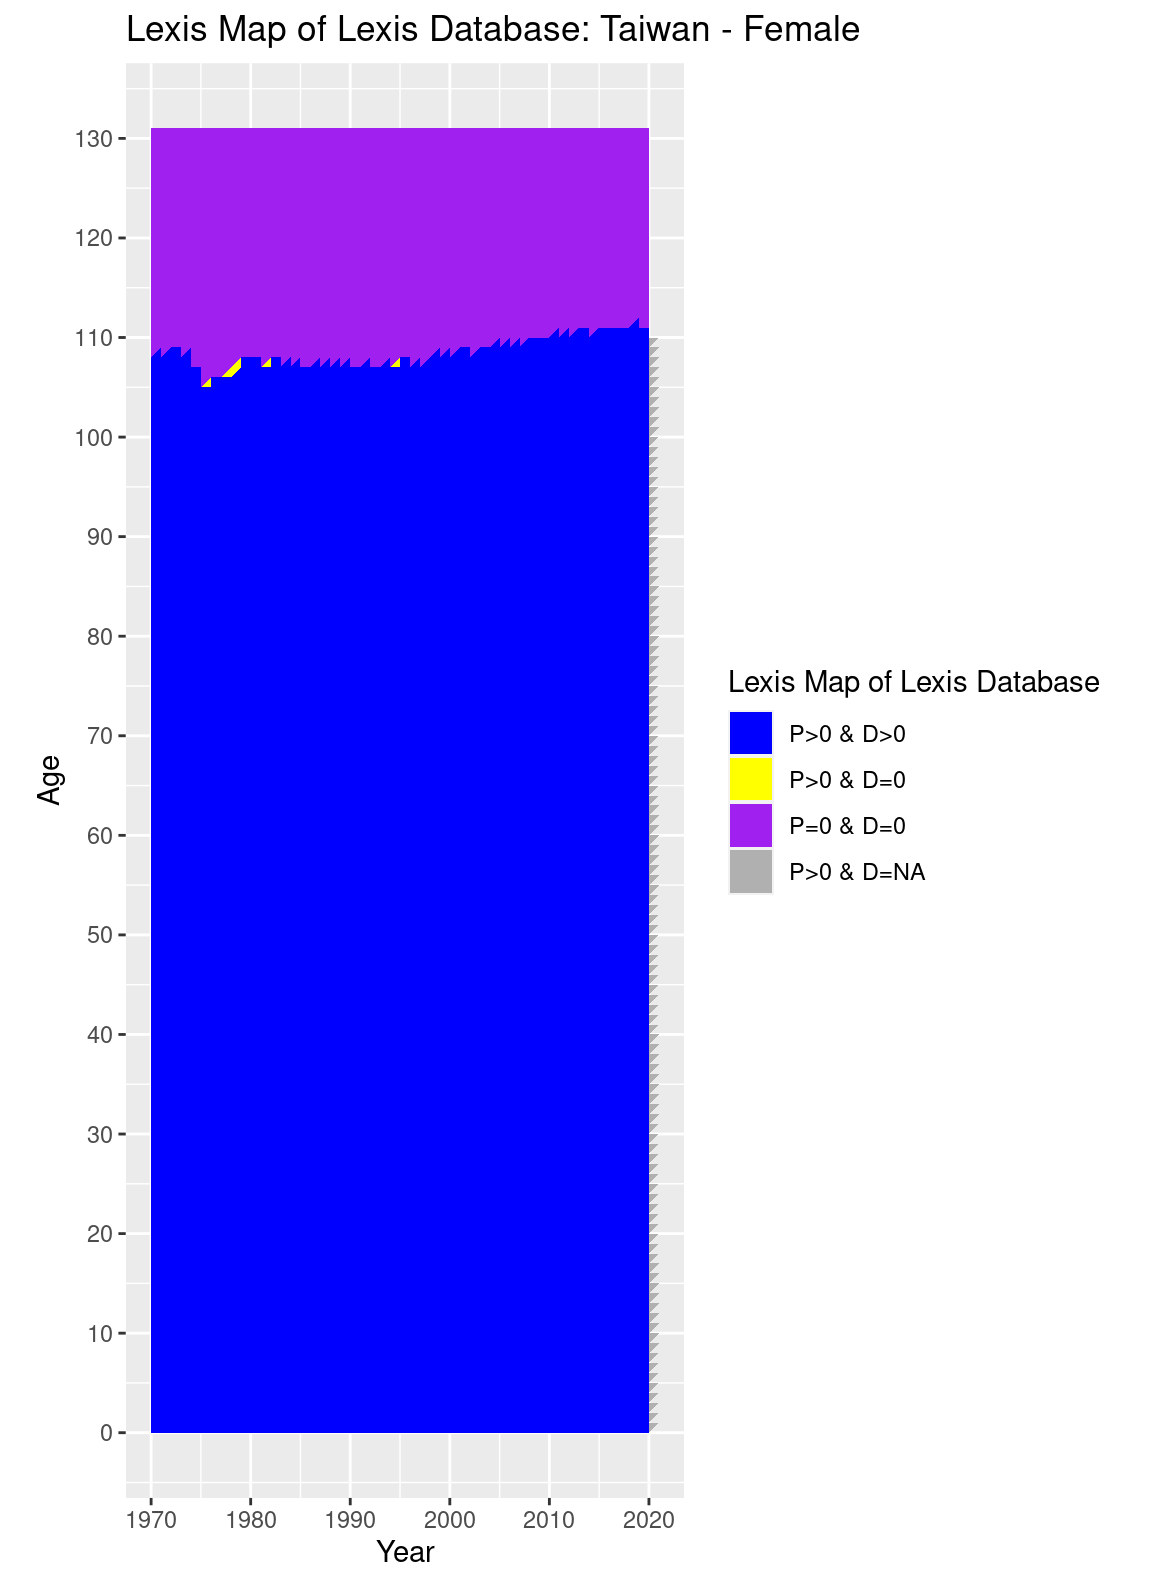 Lexis Map of Lexis Database: Taiwan - Female
130
120
110
100
90
80
70
60
50
40
30
20
10
0
Age
1970 1980 1990 2000 2010 2020
Year
Lexis Map of Lexis Database
P>0 & D>0
P>0 & D=0
P=0 & D=0
P>0 & D=NA